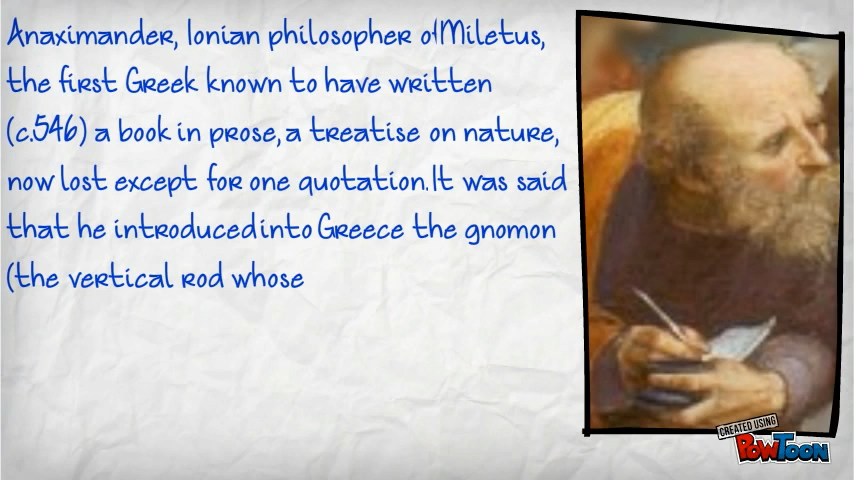 Anaximander, Ionian philosopher of Miletus,
the first Greek known to have written
(c.546) a book in prose, a treatise on nature,
now lost except for one quotation. It was said
that he introduced into Greece the gnomon
(the vertical rod whose
CREATED USING
POWTOON